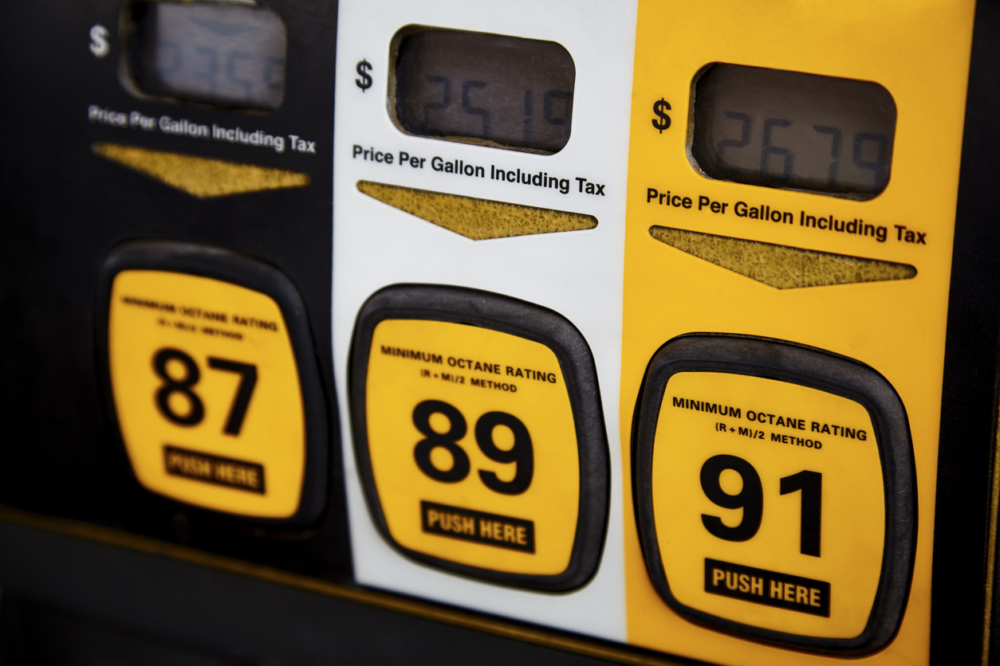 $
2359
Price Per Gallon Including Tax
MINIMUM OCTANE RATING
(R+M)/2 METHOD
87
PUSH HERE
$
2519
Price Per Gallon Including Tax
MINIMUM OCTANE RATING
(R + M)/2 METHOD
89
PUSH HERE
$
2679
Price Per Gallon Including Tax
MINIMUM OCTANE RATING
(R + M)/2 METHOD
91
PUSH HERE